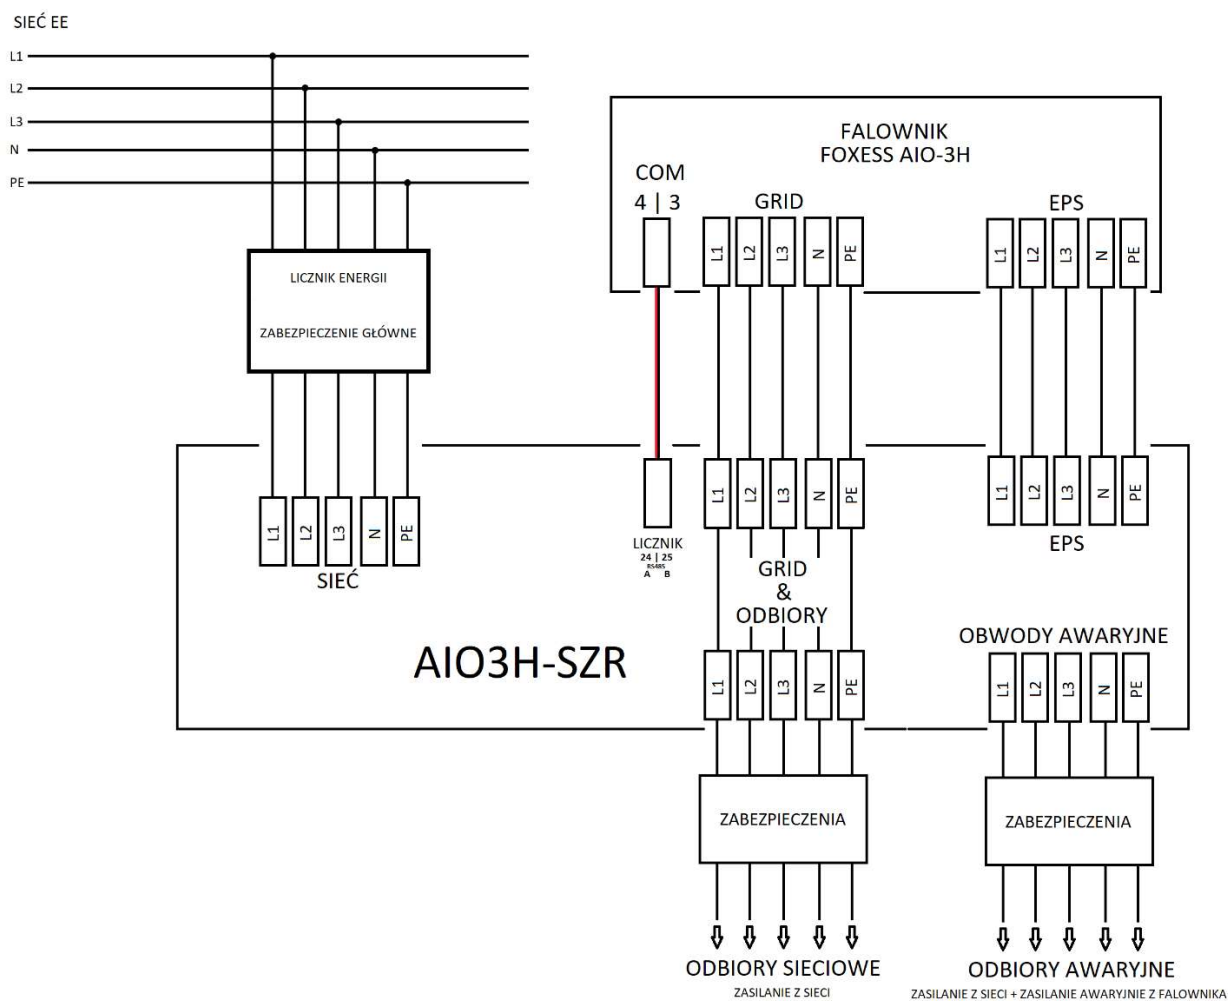 SIEĆ EE
L1
L2
L3
N
PE
LICZNIK ENERGII
ZABEZPIECZENIE GŁÓWNE
FALOWNIK
FOXESS AIO-3H
COM
4 | 3
GRID
EPS
L1 L2 L3 N PE
L1 L2 L3 N PE
L1 L2 L3 N PE
SIEĆ
LICZNIK
24 | 25
RS485
A B
L1 L2 L3 N PE
GRID
&
ODBIORY
L1 L2 L3 N PE
L1 L2 L3 N PE
EPS
AIO3H-SZR
OBWODY AWARYJNE
L1 L2 L3 N PE
ZABEZPIECZENIA
ZABEZPIECZENIA
ODBIORY SIECIOWE
ZASILANIE Z SIECI
ODBIORY AWARYJNE
ZASILANIE Z SIECI + ZASILANIE AWARYJNIE Z FALOWNIKA